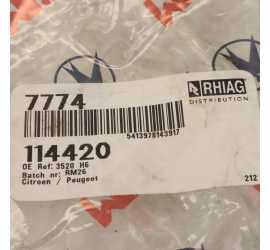 7774
RHIAG
DISTRIBUTION
5413978143917
114420
OE Ref: 3520 H6
Batch nr: RM26
Citroen / Peugeot
212